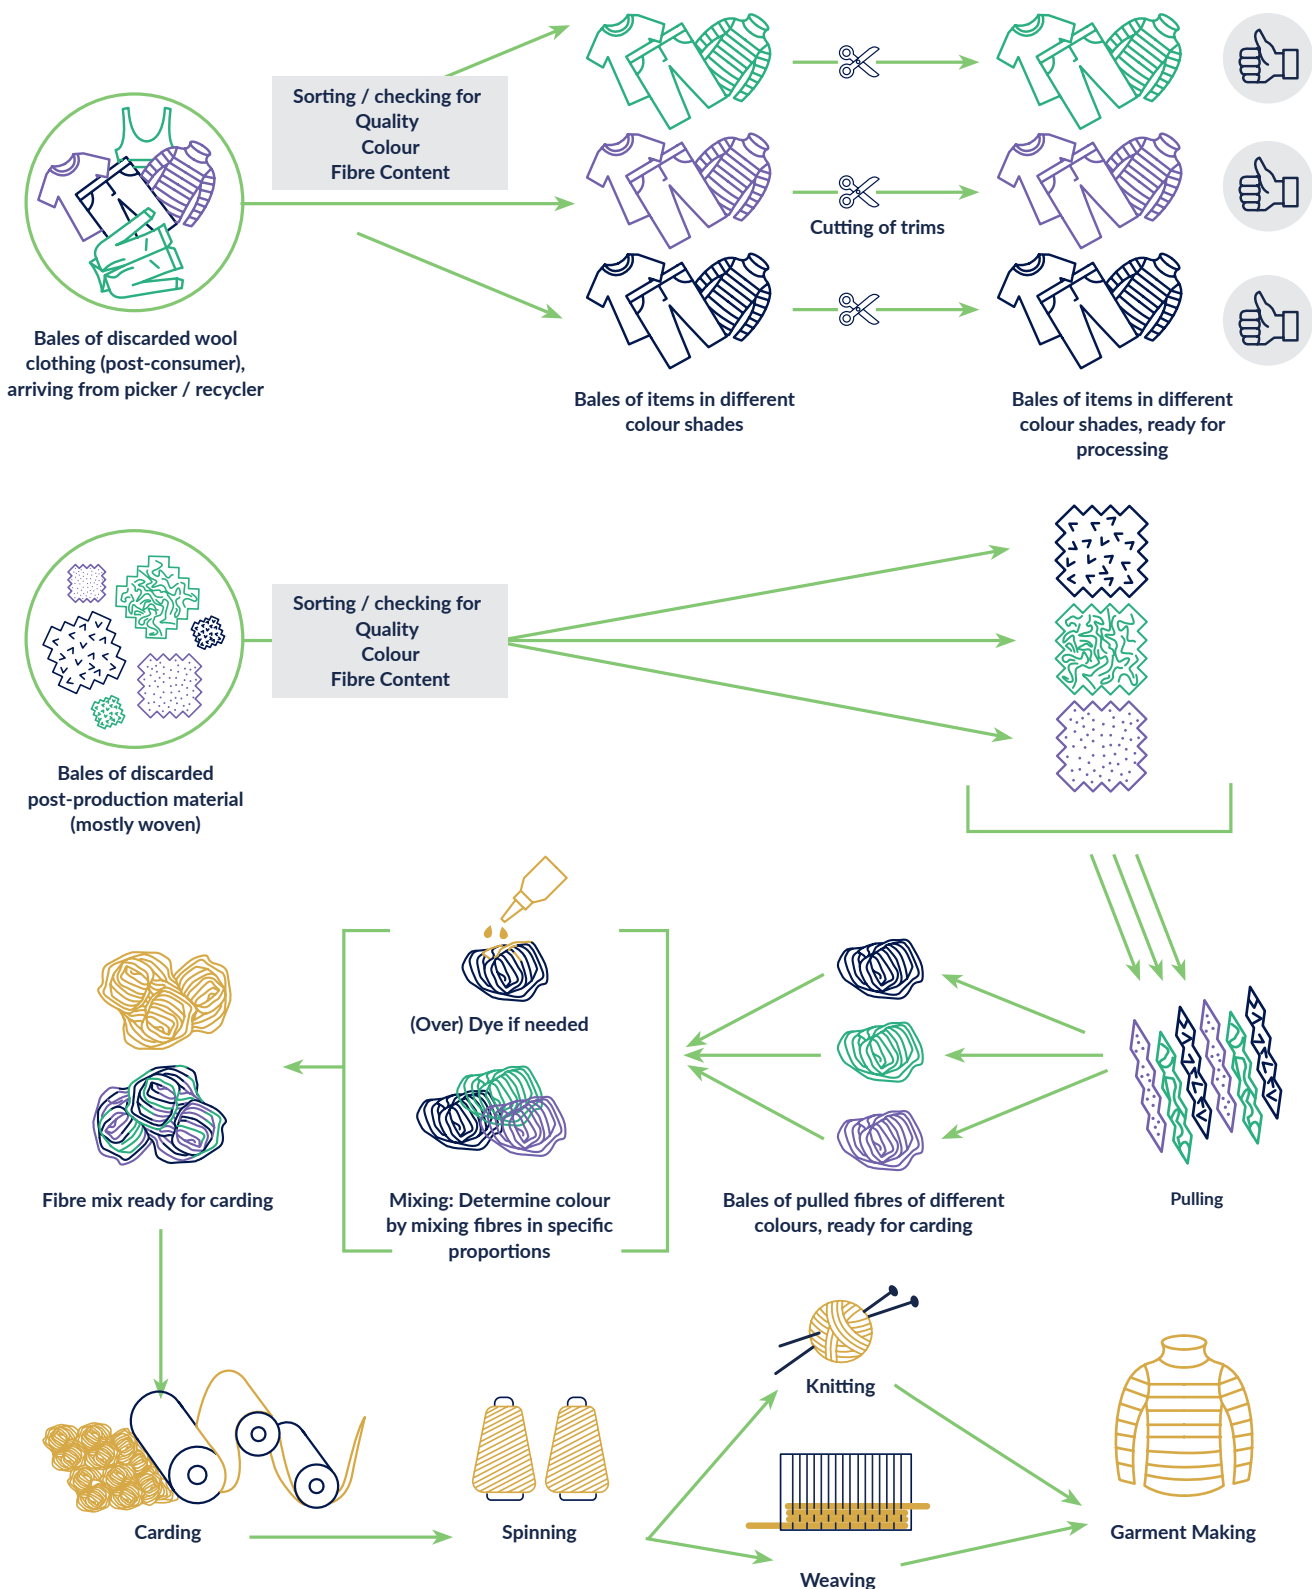 Sorting / checking for
Quality
Colour
Fibre Content
Cutting of trims
Bales of discarded wool
clothing (post-consumer),
arriving from picker / recycler
Bales of items in different
colour shades
Bales of items in different
colour shades, ready for
processing
Sorting / checking for
Quality
Colour
Fibre Content
Bales of discarded
post-production material
(mostly woven)
(Over) Dye if needed
Fibre mix ready for carding
Mixing: Determine colour
by mixing fibres in specific
proportions
Bales of pulled fibres of different
colours, ready for carding
Pulling
Knitting
Carding
Spinning
Weaving
Garment Making